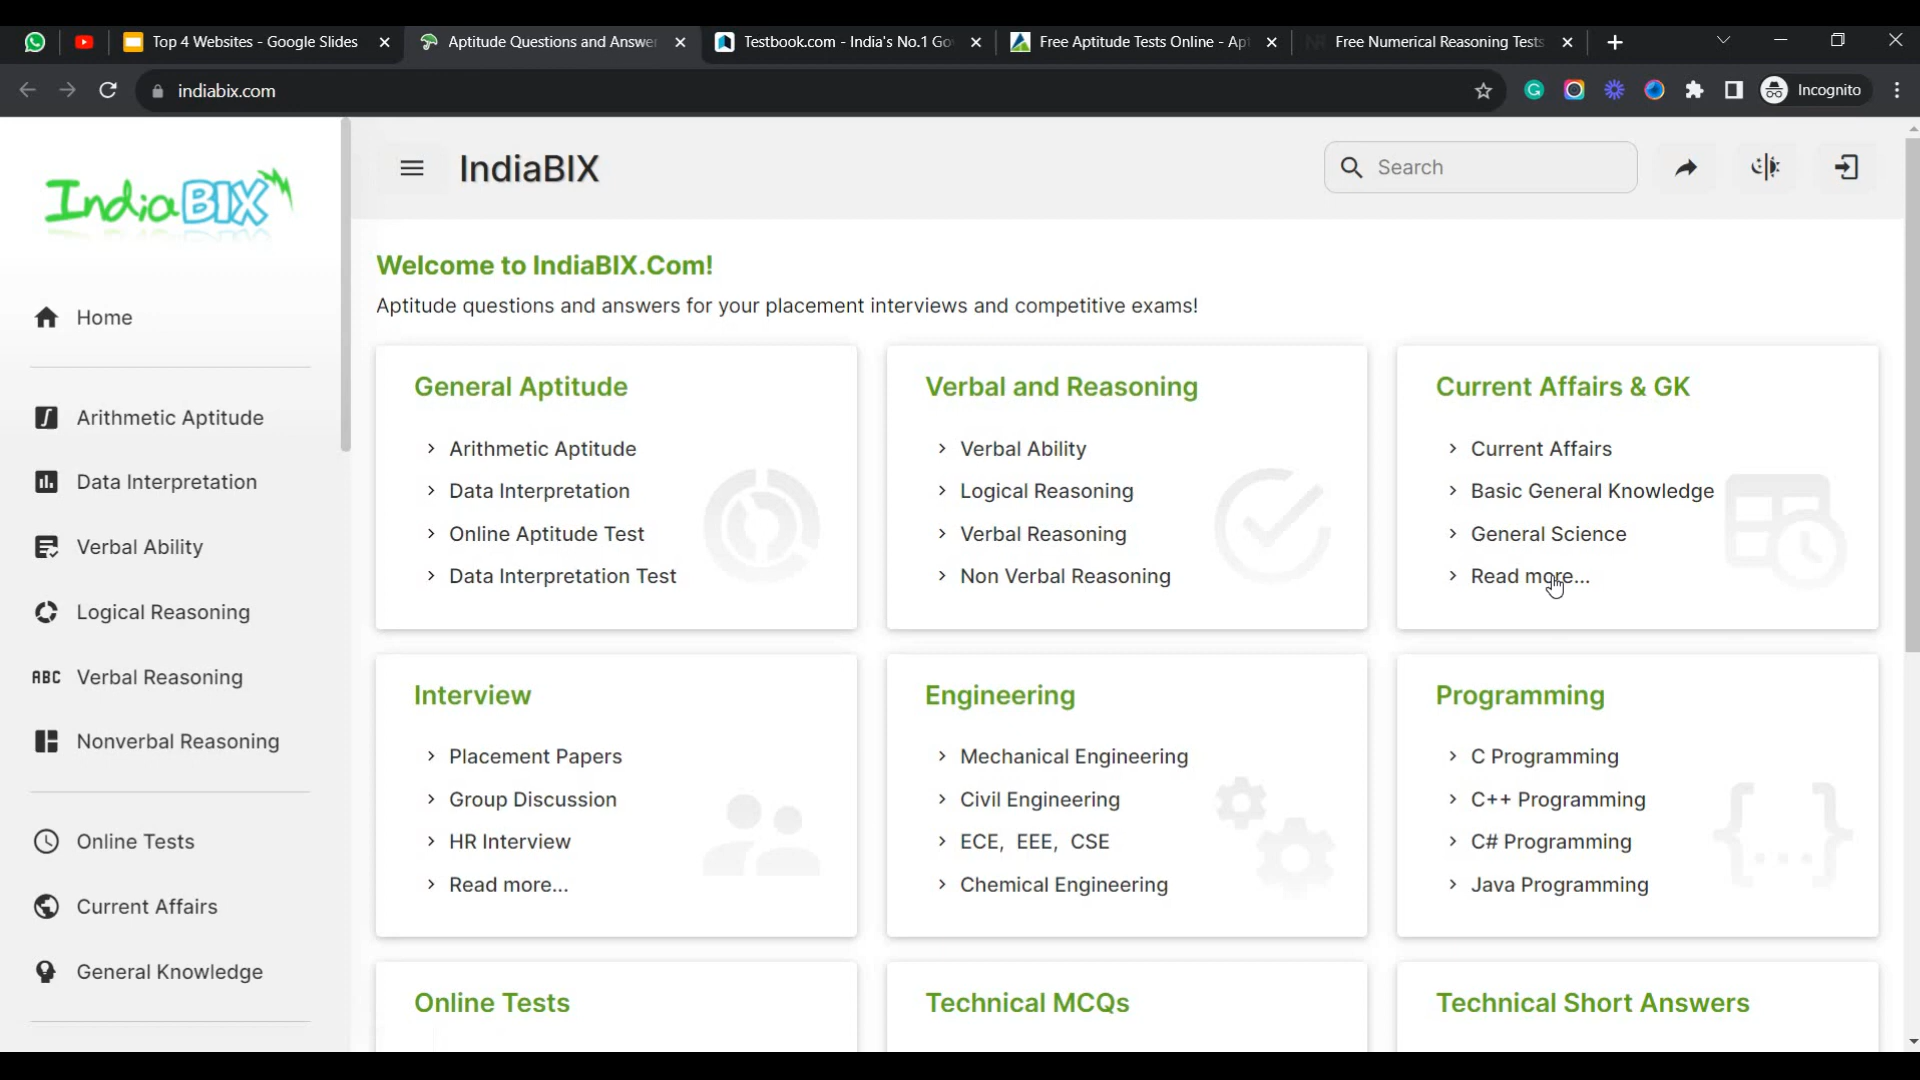 Top 4 Websites - Google Slides
Aptitude Questions and Answer
Testbook.com - India's No.1 Go
Free Aptitude Tests Online - Apt
Free Numerical Reasoning Tests
indiabix.com
Incognito
IndiaBIX
IndiaBIX
Search
Home
Arithmetic Aptitude
Data Interpretation
Verbal Ability
Logical Reasoning
ABC Verbal Reasoning
Nonverbal Reasoning
Online Tests
Current Affairs
General Knowledge
Welcome to IndiaBIX.Com!
Aptitude questions and answers for your placement interviews and competitive exams!
General Aptitude
Arithmetic Aptitude
Data Interpretation
Online Aptitude Test
Data Interpretation Test
Verbal and Reasoning
Verbal Ability
Logical Reasoning
Verbal Reasoning
Non Verbal Reasoning
Current Affairs & GK
Current Affairs
Basic General Knowledge
General Science
Read more...
Interview
Placement Papers
Group Discussion
HR Interview
Read more...
Engineering
Mechanical Engineering
Civil Engineering
ECE, EEE, CSE
Chemical Engineering
Programming
C Programming
C++ Programming
C# Programming
Java Programming
Online Tests
Technical MCQs
Technical Short Answers